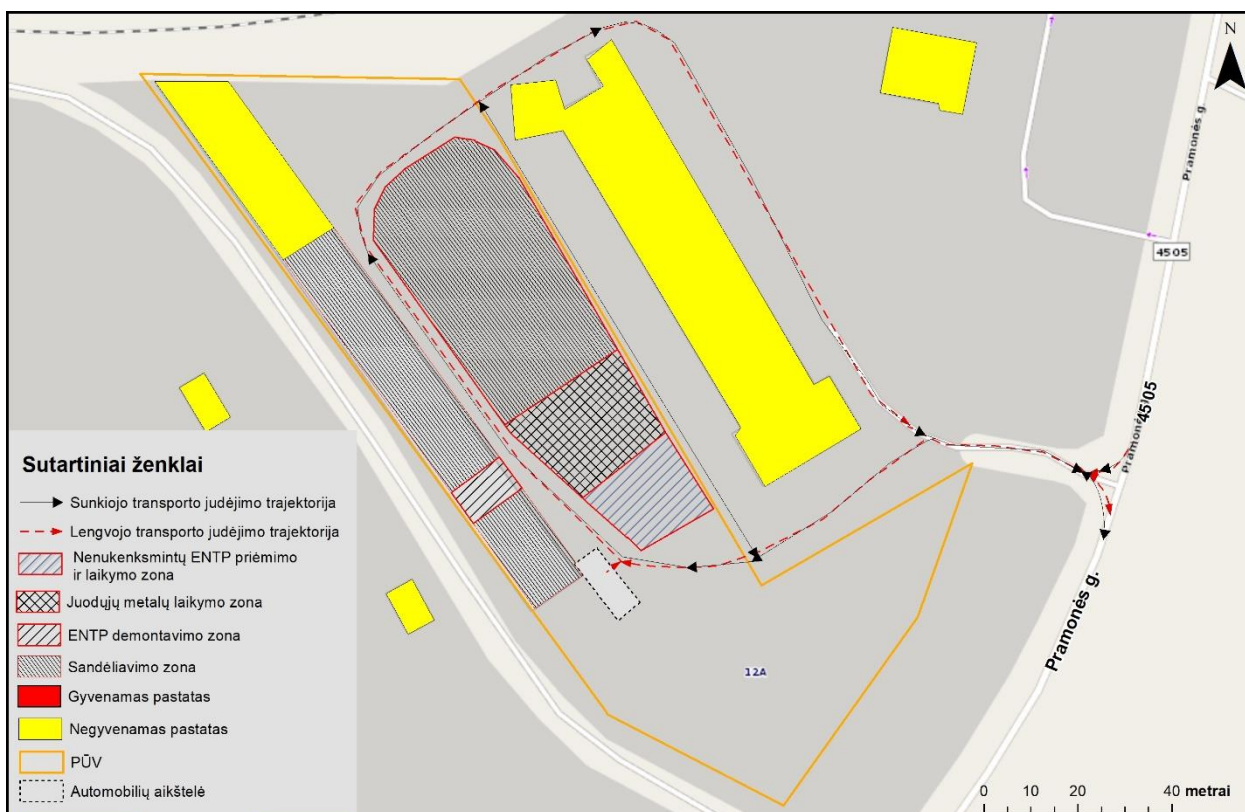 N
Pramonės g.
4505
4505
Pramonė
Pramonės g.
12A
Sutartiniai ženklai
Sunkiojo transporto judėjimo trajektorija
Lengvojo transporto judėjimo trajektorija
Nenukenksmintų ENTP priėmimo
ir laikymo zona
Juodųjų metalų laikymo zona
ENTP demontavimo zona
Sandėliavimo zona
Gyvenamas pastatas
Negyvenamas pastatas
PŪV
Automobilių aikštelė
0 10 20 40 metrai